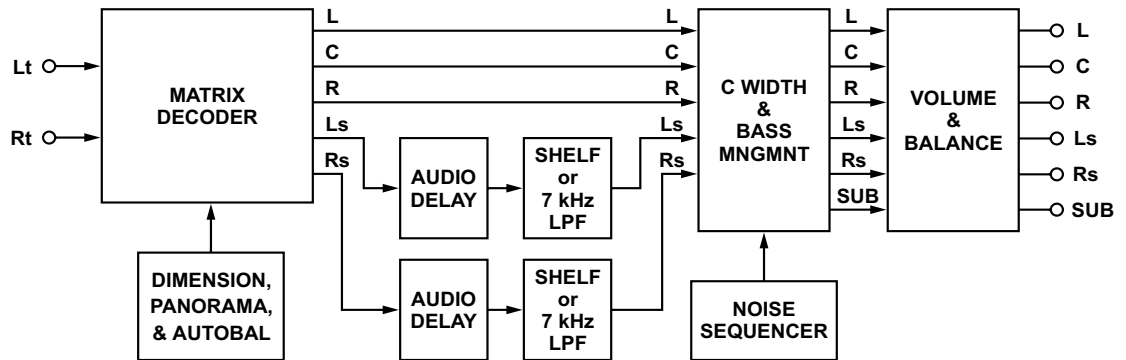 Lt
Rt
MATRIX
DECODER
L
C
R
Ls
Rs
DIMENSION,
PANORAMA,
& AUTOBAL
AUDIO
DELAY
SHELF
or
7 kHz
LPF
AUDIO
DELAY
SHELF
or
7 kHz
LPF
L
C
R
Ls
Rs
C WIDTH
&
BASS
MNGMNT
NOISE
SEQUENCER
L
C
R
Ls
Rs
SUB
VOLUME
&
BALANCE
L
C
R
Ls
Rs
SUB